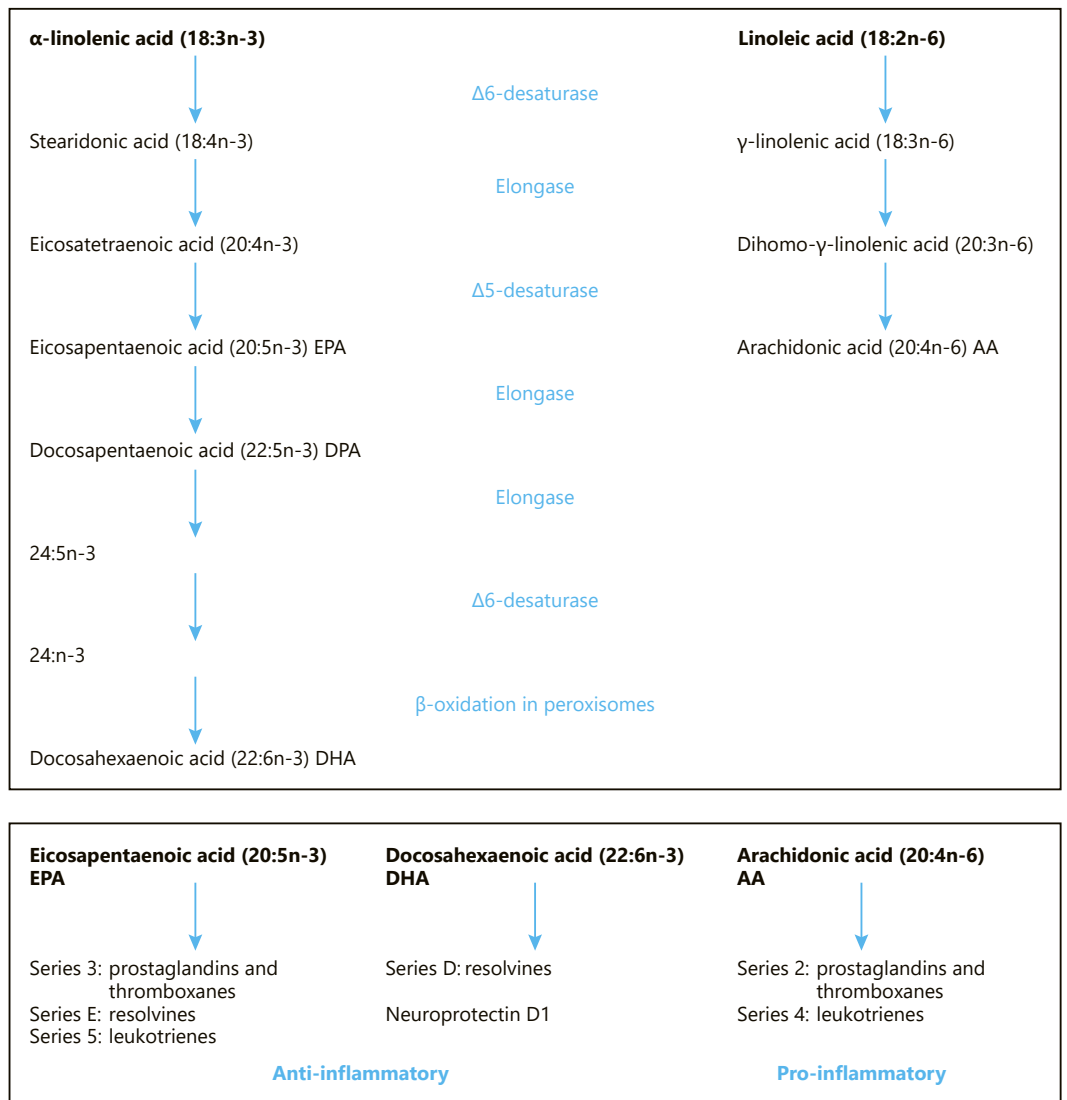 α-linolenic acid (18:3n-3)
Linoleic acid (18:2n-6)
Δ6-desaturase
Stearidonic acid (18:4n-3)
γ-linolenic acid (18:3n-6)
Elongase
Eicosatetraenoic acid (20:4n-3)
Dihomo-γ-linolenic acid (20:3n-6)
Δ5-desaturase
Eicosapentaenoic acid (20:5n-3) EPA
Arachidonic acid (20:4n-6) AA
Elongase
Docosapentaenoic acid (22:5n-3) DPA
Elongase
24:5n-3
Δ6-desaturase
24:n-3
β-oxidation in peroxisomes
Docosahexaenoic acid (22:6n-3) DHA
Eicosapentaenoic acid (20:5n-3)
EPA
Docosahexaenoic acid (22:6n-3)
DHA
Arachidonic acid (20:4n-6)
AA
Series 3: prostaglandins and
thromboxanes
Series E: resolvines
Series 5: leukotrienes
Series D: resolvines
Neuroprotectin D1
Series 2: prostaglandins and
thromboxanes
Series 4: leukotrienes
Anti-inflammatory
Pro-inflammatory